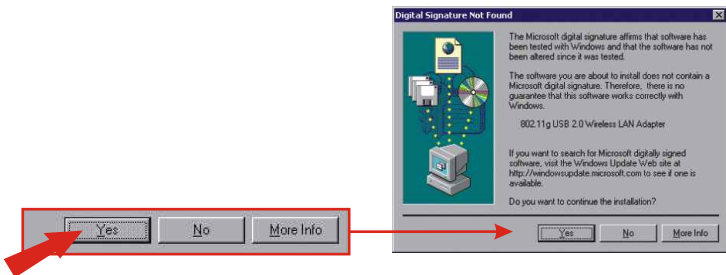 Digital Signature Not Found
The Microsoft digital signature affirms that software has
been tested with Windows and that the software has not
been altered since it was tested.
The software you are about to install does not contain a
Microsoft digital signature. Therefore, there is no
guarantee that this software works correctly with
Windows.
802.11g USB 2.0 Wireless LAN Adapter
If you want to search for Microsoft digitally signed
software, visit the Windows Update Web site at
http://windowsupdate.microsoft.com to see if one is
available.
Do you want to continue the installation?
Yes No More Info
Yes No More Info